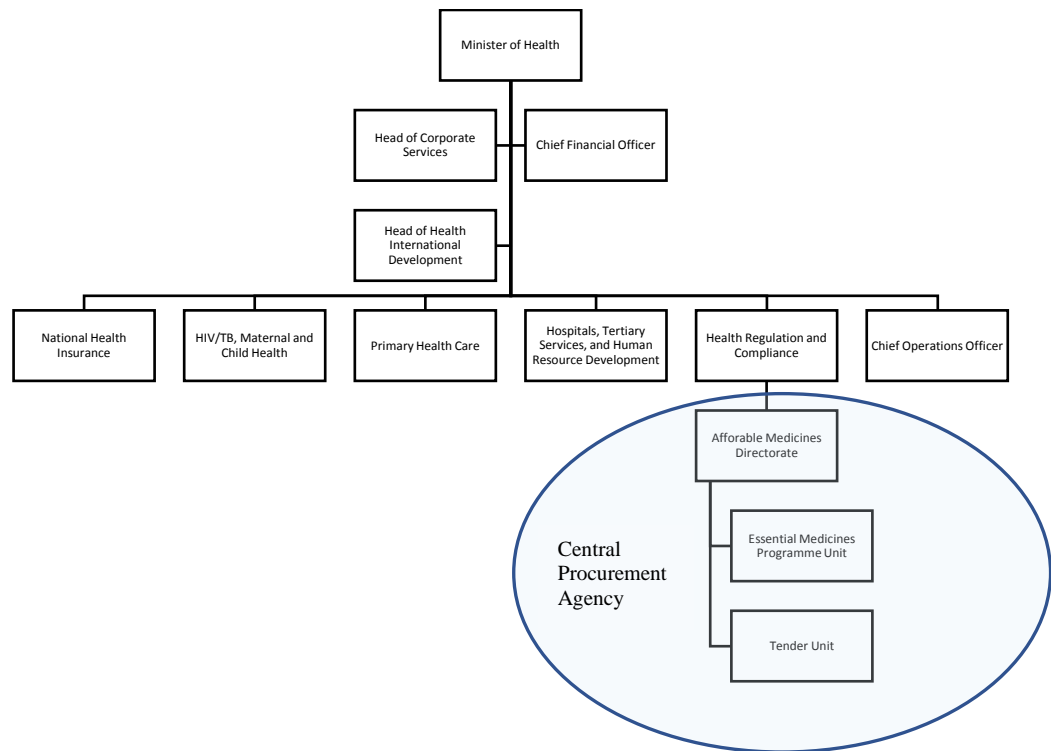 Minister of Health
Head of Corporate
Services
Chief Financial Officer
Head of Health
International
Development
National Health
Insurance
HIV/TB, Maternal and
Child Health
Primary Health Care
Hospitals, Tertiary
Services, and Human
Resource Development
Health Regulation and
Compliance
Chief Operations Officer
Afforable Medicines
Directorate
Essential Medicines
Programme Unit
Central
Procurement
Agency
Tender Unit